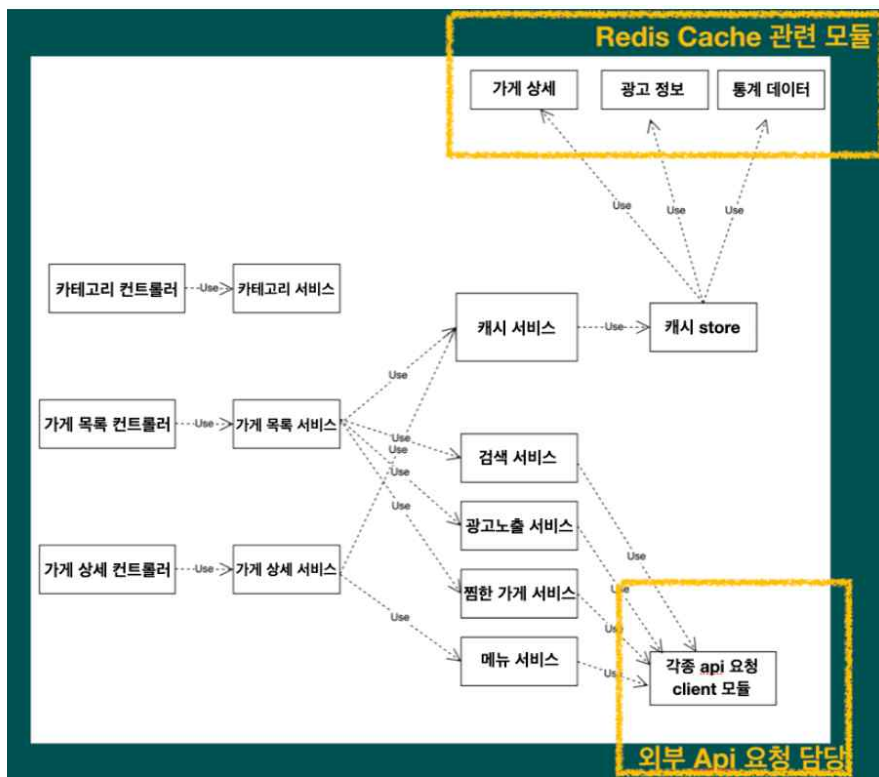 Redis Cache 관련 모듈
가게 상세
광고 정보
통계 데이터
Use
Use
Use
카테고리 컨트롤러
Use
카테고리 서비스
캐시 서비스
Use
캐시 store
Use
가게 목록 컨트롤러
Use
가게 목록 서비스
Use
Use
검색 서비스
Use
Use
광고노출 서비스
Use
가게 상세 컨트롤러
Use
가게 상세 서비스
찜한 가게 서비스
Use
Use
Use
메뉴 서비스
Use
각종 api 요청
client 모듈
외부 Api 요청 담당